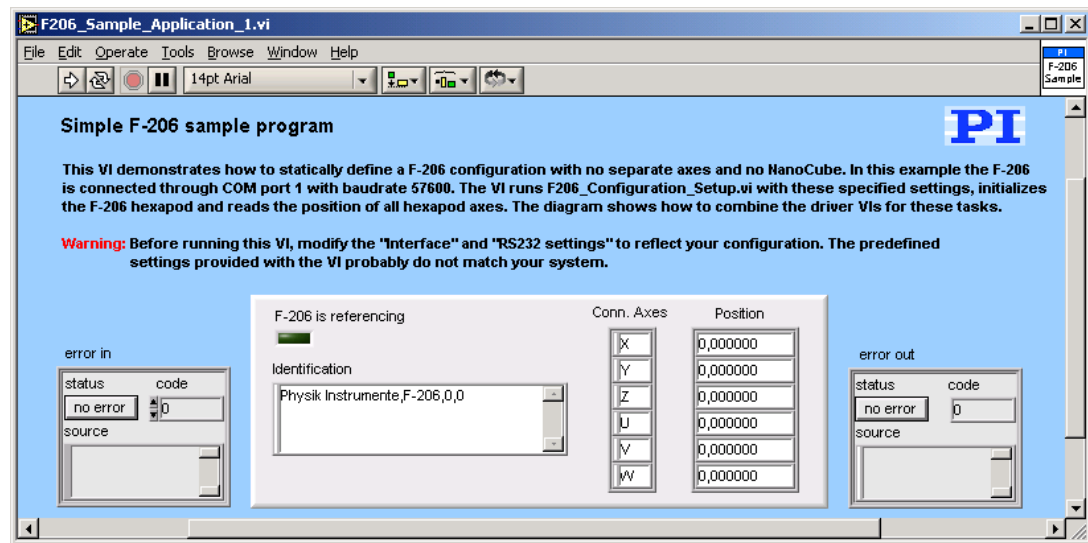 F206_Sample_Application_1.vi
File Edit Operate Tools Browse Window Help
14pt Arial
PI
F-206
Sample
Simple F-206 sample program
PI
This VI demonstrates how to statically define a F-206 configuration with no separate axes and no NanoCube. In this example the F-206
is connected through COM port 1 with baudrate 57600. The VI runs F206_Configuration_Setup.vi with these specified settings, initializes
the F-206 hexapod and reads the position of all hexapod axes. The diagram shows how to combine the driver VIs for these tasks.
Warning: Before running this VI, modify the "Interface" and "RS232 settings" to reflect your configuration. The predefined
settings provided with the VI probably do not match your system.
error in
status code
no error 0
source
F-206 is referencing
Identification
Physik Instrumente,F-206,0,0
Conn. Axes Position
X 0,000000
Y 0,000000
Z 0,000000
U 0,000000
V 0,000000
W 0,000000
error out
status code
no error 0
source